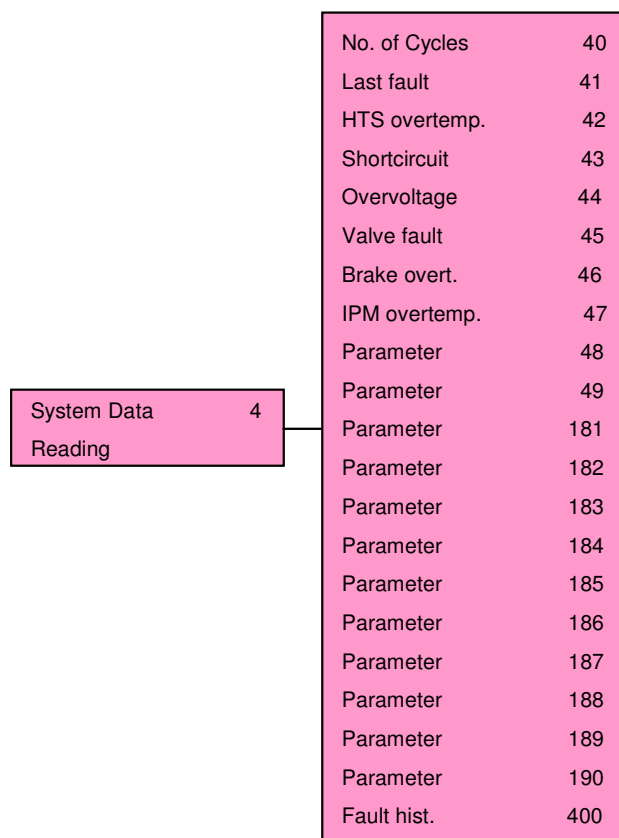 No. of Cycles 40
Last fault 41
HTS overtemp. 42
Shortcircuit 43
Overvoltage 44
Valve fault 45
Brake overt. 46
IPM overtemp. 47
Parameter 48
Parameter 49
System Data 4
Reading
Parameter 181
Parameter 182
Parameter 183
Parameter 184
Parameter 185
Parameter 186
Parameter 187
Parameter 188
Parameter 189
Parameter 190
Fault hist. 400